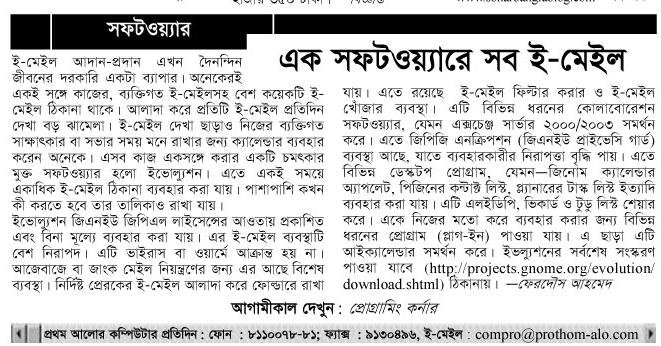 সফটওয়্যার
এক সফটওয়্যারে সব ই-মেইল
ই-মেইল আদান-প্রদান এখন দৈনন্দিন
জীবনের দরকারি একটা ব্যাপার। অনেকেরই
একই সঙ্গে কাজের, ব্যক্তিগত ই-মেইলসহ বেশ কয়েকটি ই-
মেইল ঠিকানা থাকে। আলাদা করে প্রতিটি ই-মেইল প্রতিদিন
দেখা বড় ঝামেলা। ই-মেইল দেখা ছাড়াও নিজের ব্যক্তিগত
সাক্ষাৎকার বা সভার সময় মনে রাখার জন্য ক্যালেন্ডার ব্যবহার
করেন অনেকে। এসব কাজ একসঙ্গে করার একটি চমৎকার
মুক্ত সফটওয়্যার হলো ইভোল্যুশন। এতে একই সময়ে
একাধিক ই-মেইল ঠিকানা ব্যবহার করা যায়। পাশাপাশি কখন
কী করতে হবে তার তালিকাও রাখা যায়।
ইভোল্যুশন জিএনইউ জিপিএল লাইসেন্সের আওতায় প্রকাশিত
এবং বিনা মূল্যে ব্যবহার করা যায়। এর ই-মেইল ব্যবস্থাটি
বেশ নিরাপদ। এটি ভাইরাস বা ওয়ার্মে আক্রান্ত হয় না।
আজেবাজে বা জাংক মেইল নিয়ন্ত্রণের জন্য এর আছে বিশেষ
ব্যবস্থা। নির্দিষ্ট প্রেরকের ই-মেইল আলাদা করে ফোল্ডারে রাখা
যায়। এতে রয়েছে ই-মেইল ফিল্টার করার ও ই-মেইল
খোঁজার ব্যবস্থা। এটি বিভিন্ন ধরনের কোলাবোরেশন
সফটওয়্যার, যেমন এক্সচেঞ্জ সার্ভার ২০০০/২০০৩ সমর্থন
করে। এতে জিপিজি এনক্রিপশন (জিএনইউ প্রাইভেসি গার্ড)
ব্যবস্থা আছে, যাতে ব্যবহারকারীর নিরাপত্তা বৃদ্ধি পায়। এতে
বিভিন্ন ডেস্কটপ প্রোগ্রাম, যেমন—জিনোম ক্যালেন্ডার
অ্যাপলেট, পিজিনের কন্টাক্ট লিস্ট, প্ল্যানারের টাস্ক লিস্ট ইত্যাদি
ব্যবহার করা যায়। এটি এলইডিপি, ভিকার্ড ও টুডু লিস্ট শেয়ার
করে। একে নিজের মতো করে ব্যবহার করার জন্য বিভিন্ন
ধরনের প্রোগ্রাম (প্লাগ-ইন) পাওয়া যায়। এ ছাড়া এটি
আইক্যালেন্ডার সমর্থন করে। ইভল্যুশনের সর্বশেষ সংস্করণ
পাওয়া যাবে (http://projects.gnome.org/evolution/
download.shtml) ঠিকানায়। —ফেরদৌস আহমেদ
আগামীকাল দেখুন : প্রোগ্রামিং কর্নার
প্রথম আলোর কম্পিউটার প্রতিদিন : ফোন : ৮১১০০৭৮-৮১; ফ্যাক্স : ৯১৩০৪৯৬, ই-মেইল : compro@prothom-alo.com